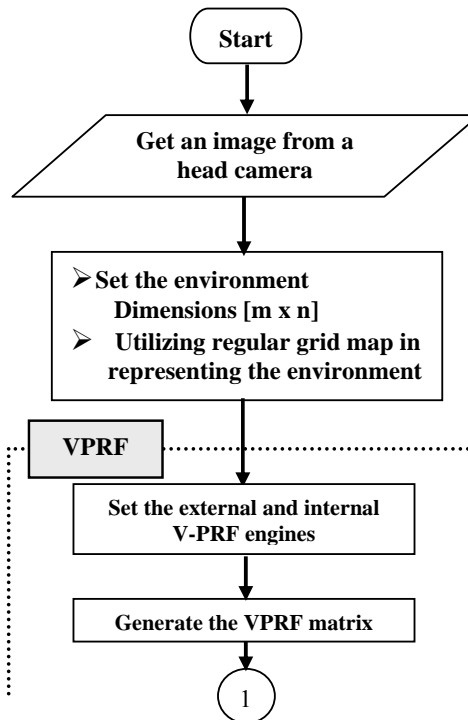 Start
Get an image from a
head camera
➢Set the environment
Dimensions [m x n]
➢ Utilizing regular grid map in
representing the environment
VPRF
Set the external and internal
V-PRF engines
Generate the VPRF matrix
1